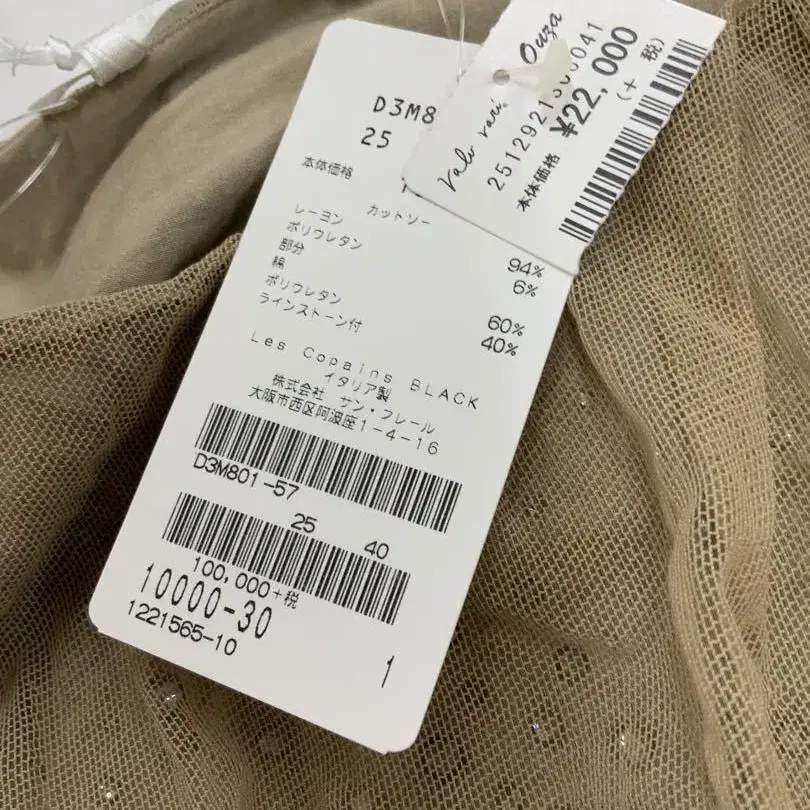 Ouza
¥22,000
(+ 税)
本体価格
D3M8
25
本体価格
カットソー
レーヨン 94%
ポリウレタン 6%
部分
綿 60%
ポリウレタン 40%
ラインストーン付
Les Copains BLACK
イタリア製
株式会社 サン・フレール
大阪市西区阿波座1-4-16
D3M801-57
25 40
100,000+税
10000-30
1221565-10
1